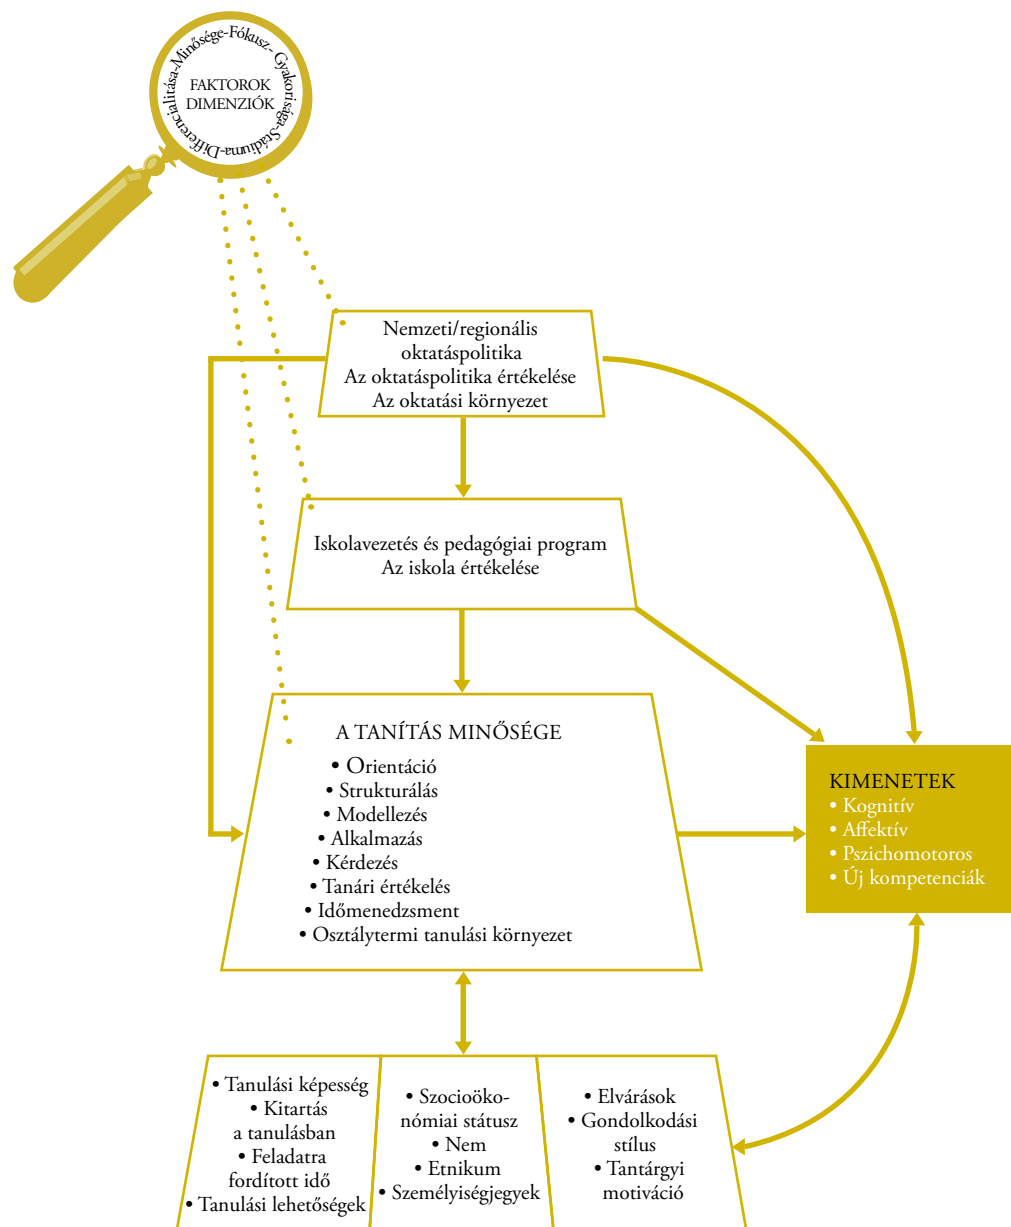 Minősége-Fókusz- Gyakorisága-Stádiuma-Differencialitása-
FAKTOROK
DIMENZIÓK
Nemzeti/regionális
oktatáspolitika
Az oktatáspolitika értékelése
Az oktatási környezet
Iskolavezetés és pedagógiai program
Az iskola értékelése
A TANÍTÁS MINŐSÉGE
• Orientáció
• Strukturálás
• Modellezés
• Alkalmazás
• Kérdezés
• Tanári értékelés
• Időmenedzsment
• Osztálytermi tanulási környezet
KIMENETEK
• Kognitív
• Affektív
• Pszichomotoros
• Új kompetenciák
• Tanulási képesség
• Kitartás
a tanulásban
• Feladatra
fordított idő
• Tanulási lehetőségek
• Szocioöko-
nómiai státusz
• Nem
• Etnikum
• Személyiségjegyek
• Elvárások
• Gondolkodási
stílus
• Tantárgyi
motiváció